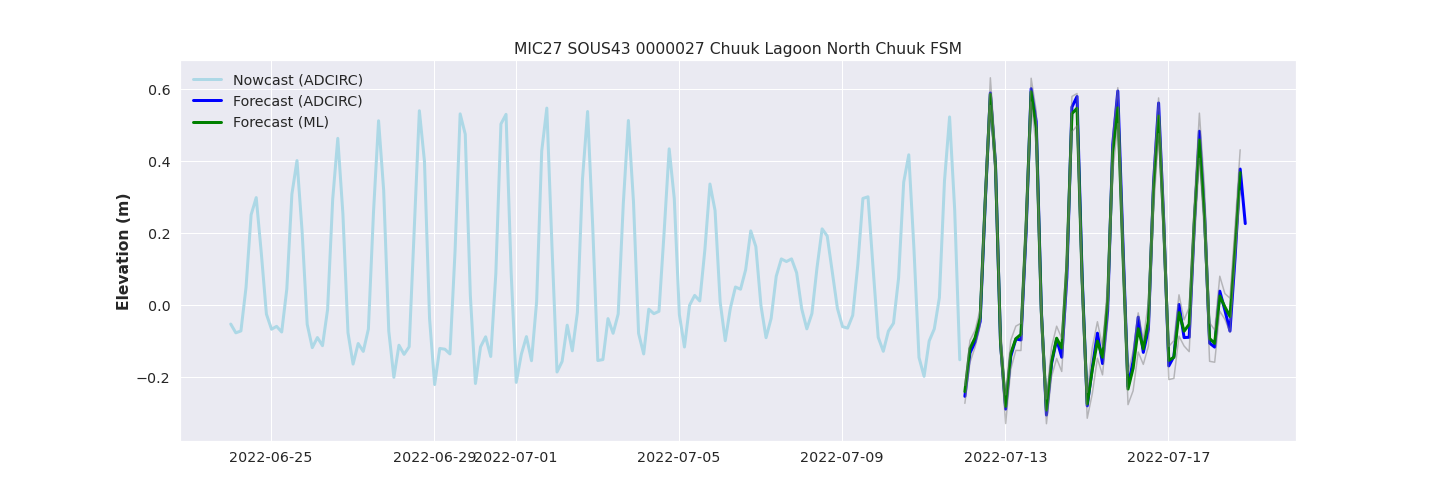 MIC27 SOUS43 0000027 Chuuk Lagoon North Chuuk FSM
Nowcast (ADCIRC)
Forecast (ADCIRC)
Forecast (ML)
Elevation (m)
0.6
0.4
0.2
0.0
−0.2
2022-06-25
2022-06-29
2022-07-01
2022-07-05
2022-07-09
2022-07-13
2022-07-17